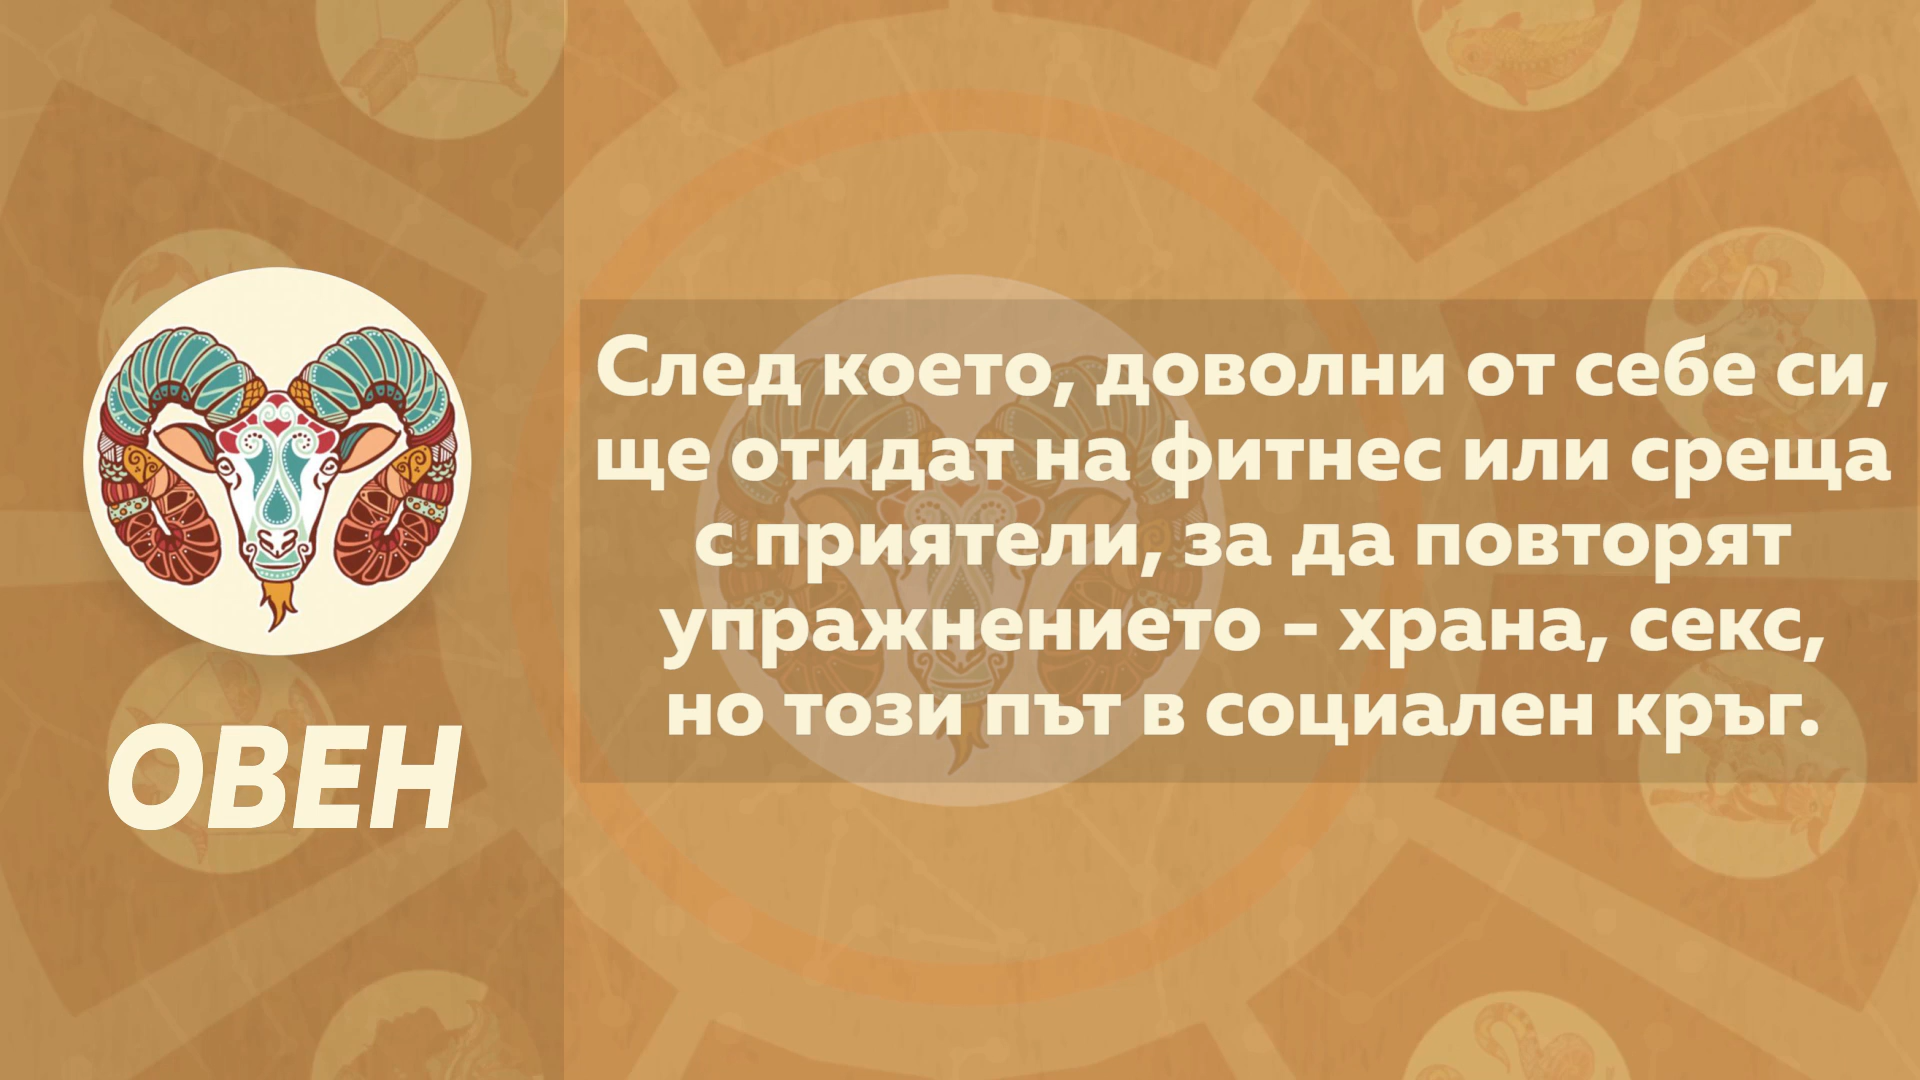 ОВЕН
След което, доволни от себе си,
ще отидат на фитнес или среща
с приятели, за да повторят
упражнението – храна, секс,
но този път в социален кръг.